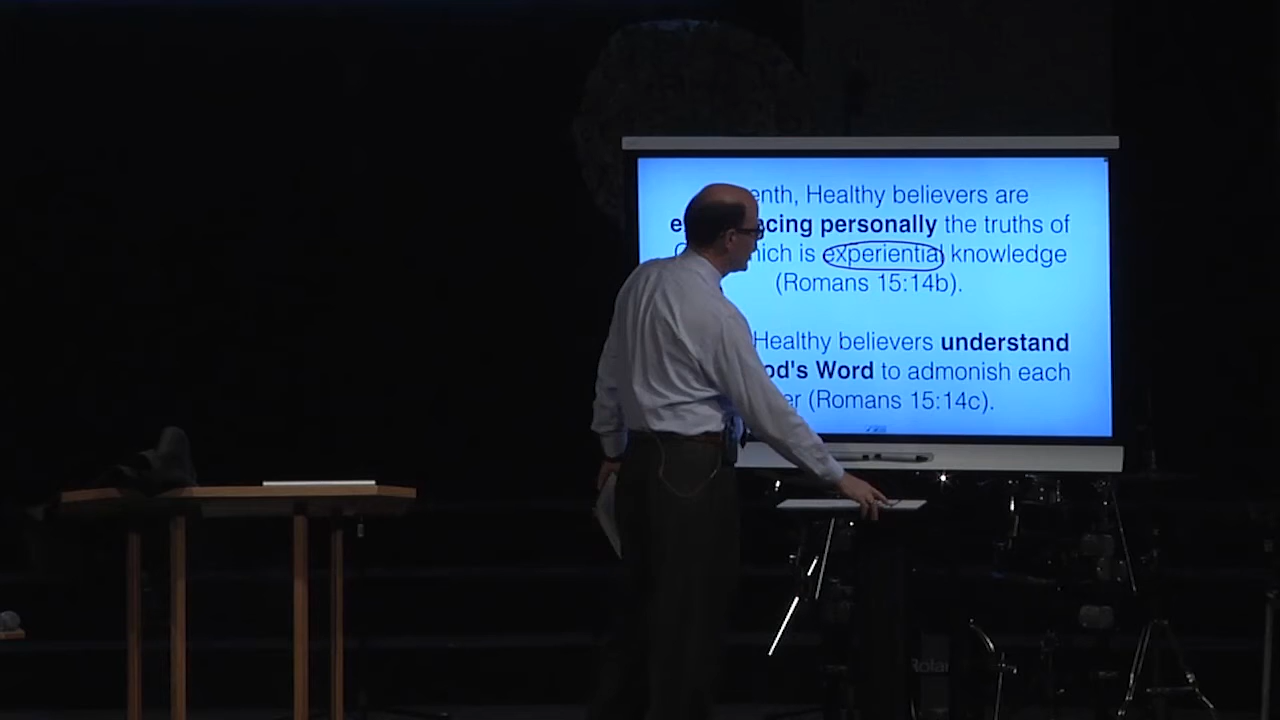 enth, Healthy believers are
cing personally the truths of
hich is experiential knowledge
(Romans 15:14b).
Healthy believers understand
od's Word to admonish each
er (Romans 15:14c).
Rolan